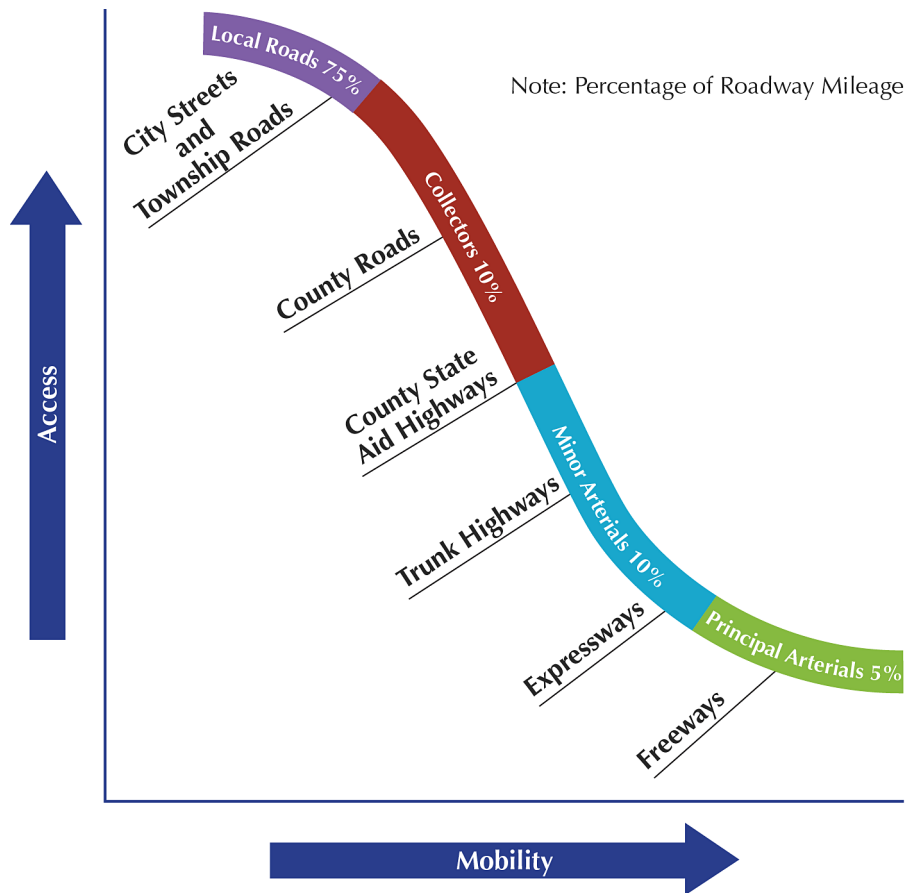 Local Roads 75%
Note: Percentage of Roadway Mileage
City Streets
and
Township Roads
Collectors 10%
County Roads
Access
County State
Aid Highways
Minor Arterials 10%
Trunk Highways
Principal Arterials 5%
Expressways
Freeways
Mobility